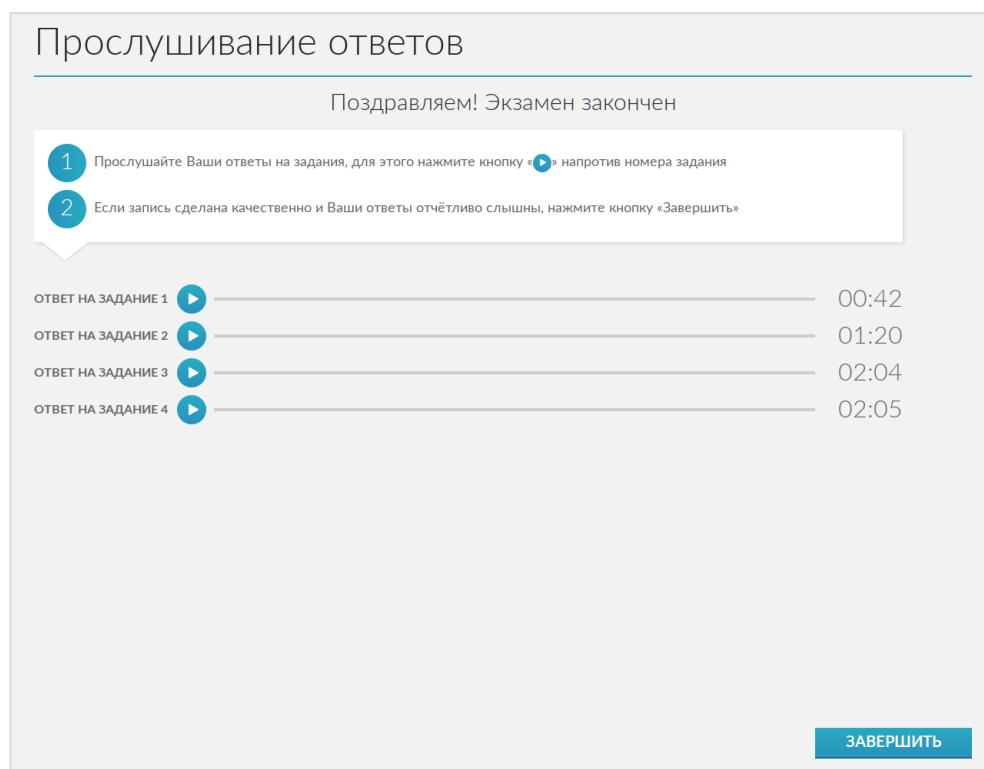 Прослушивание ответов
Поздравляем! Экзамен закончен
1 Прослушайте Ваши ответы на задания, для этого нажмите кнопку «» напротив номера задания
2 Если запись сделана качественно и Ваши ответы отчётливо слышны, нажмите кнопку «Завершить»
ОТВЕТ НА ЗАДАНИЕ 1 00:42
ОТВЕТ НА ЗАДАНИЕ 2 01:20
ОТВЕТ НА ЗАДАНИЕ 3 02:04
ОТВЕТ НА ЗАДАНИЕ 4 02:05
ЗАВЕРШИТЬ